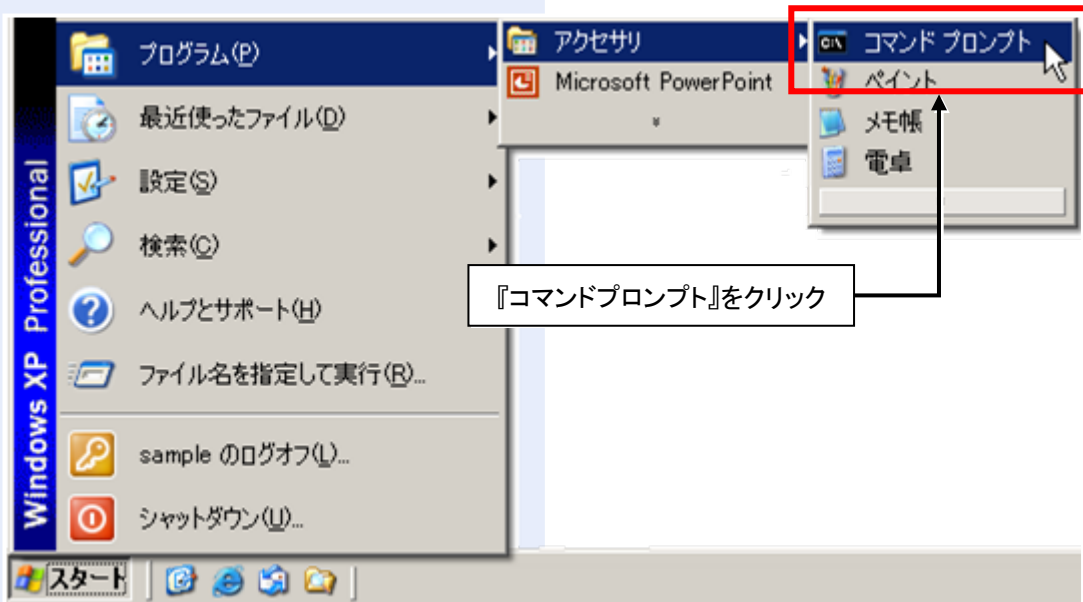 プログラム(P)
最近使ったファイル(D)
設定(S)
検索(C)
ヘルプとサポート(H)
ファイル名を指定して実行(R)...
sample のログオフ(L)...
シャットダウン(U)...
Windows XP Professional
スタート
アクセサリ
Microsoft PowerPoint
C:\
コマンド プロンプト
ペイント
メモ帳
電卓
『コマンドプロンプト』をクリック